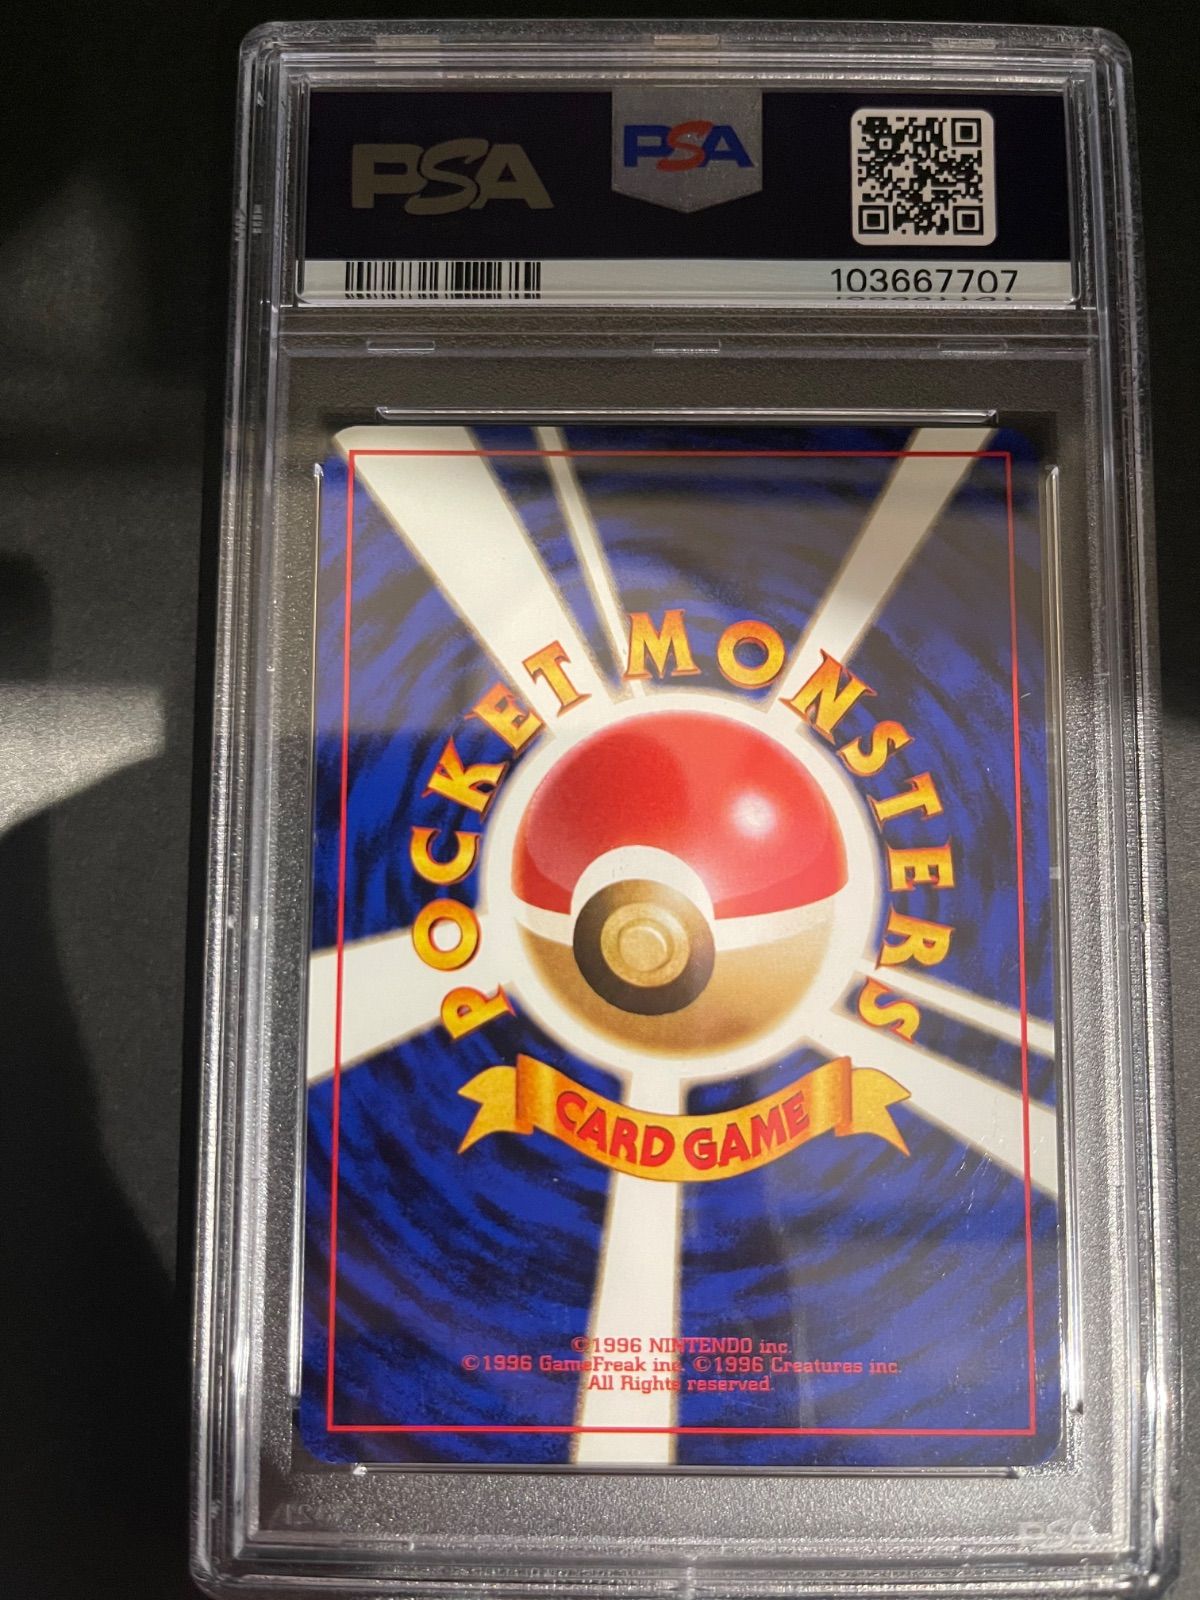 PSA
PSA
103667707
POCKET MONSTERS
CARD GAME
©1996 NINTENDO inc.
©1996 GameFreak inc. ©1996 Creatures inc.
All Rights reserved.
PSA